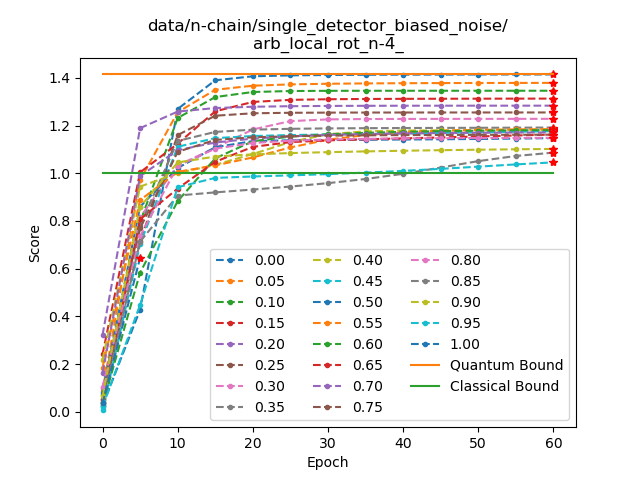 data/n-chain/single_detector_biased_noise/
arb_local_rot_n-4_
Score
1.4
1.2
1.0
0.8
0.6
0.4
0.2
0.0
0.00 0.40 0.80
0.05 0.45 0.85
0.10 0.50 0.90
0.15 0.55 0.95
0.20 0.60 1.00
0.25 0.65 Quantum Bound
0.30 0.70 Classical Bound
0.35 0.75
0 10 20 30 40 50 60
Epoch